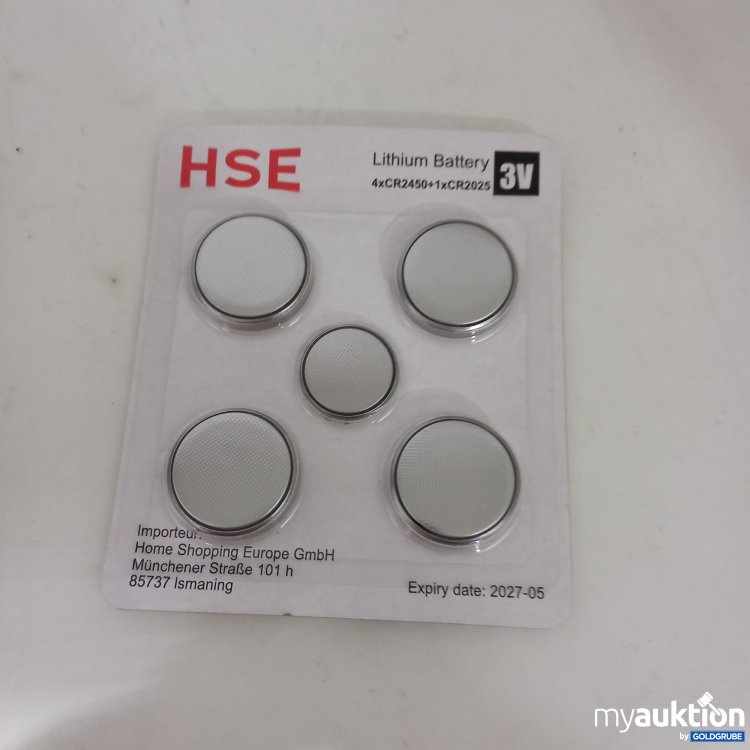 HSE
Lithium Battery
4xCR2450+1xCR2025
3V
Importeur:
Home Shopping Europe GmbH
Münchener Straße 101 h
85737 Ismaning
Expiry date: 2027-05
myauktion
by GOLDGRUBE